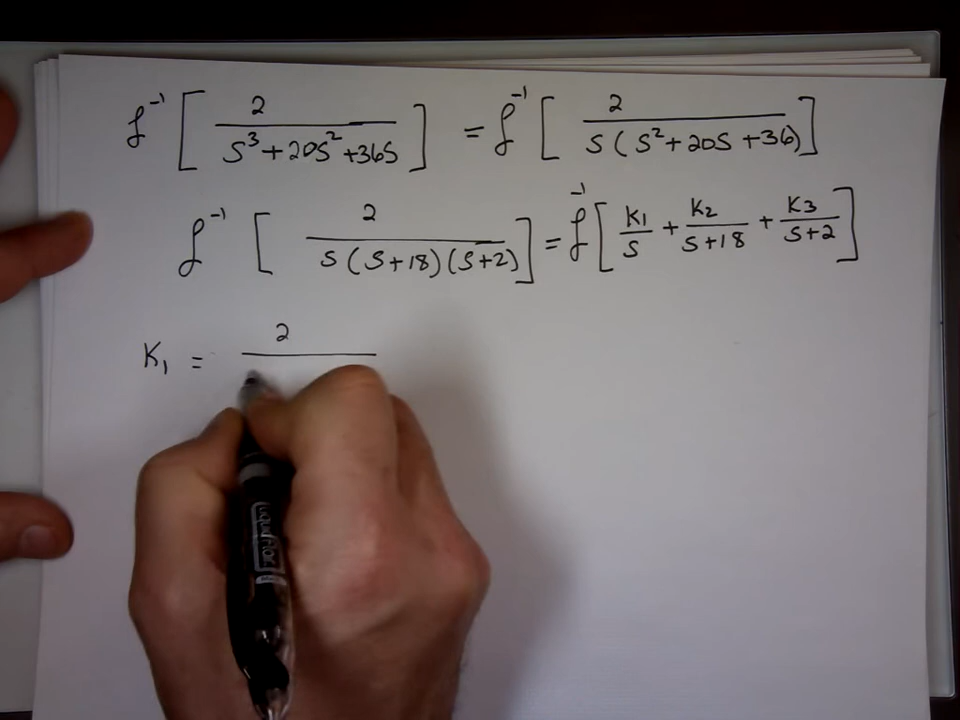 ℒ⁻¹ [ 2 / (S³+20S²+36S) ] = ℒ⁻¹ [ 2 / (S(S²+20S+36)) ]
ℒ⁻¹ [ 2 / (S(S+18)(S+2)) ] = ℒ⁻¹ [ K1/S + K2/(S+18) + K3/(S+2) ]
K₁ = 2 /